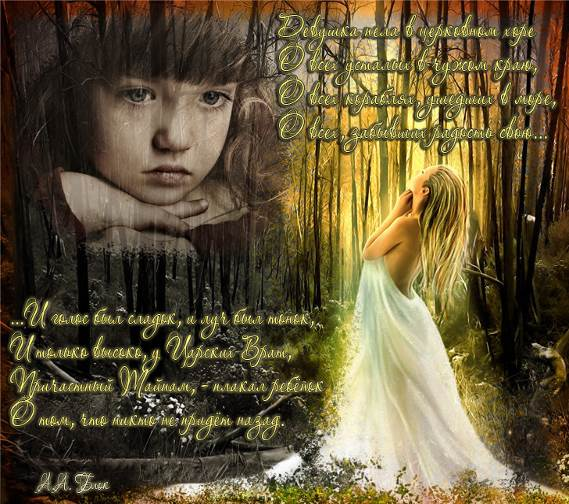 Девушка пела в церковном хоре
О всех усталых в чужом краю,
О всех кораблях, ушедших в море,
О всех, забывших радость свою...
...И голос был сладок, и луч был тонок,
И только высоко, у Царских Врат,
Причастный Тайнам, - плакал ребёнок
О том, что никто не придёт назад.
А.А. Блок